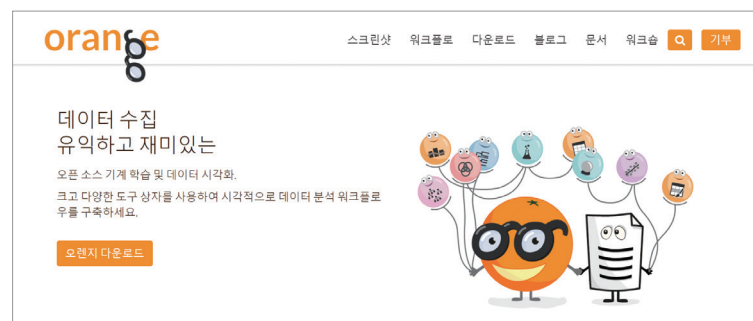 orange
스크린샷 워크플로 다운로드 블로그 문서 워크숍 기부
데이터 수집
유익하고 재미있는
오픈 소스 기계 학습 및 데이터 시각화.
크고 다양한 도구 상자를 사용하여 시각적으로 데이터 분석 워크플로
우를 구축하세요.
오렌지 다운로드